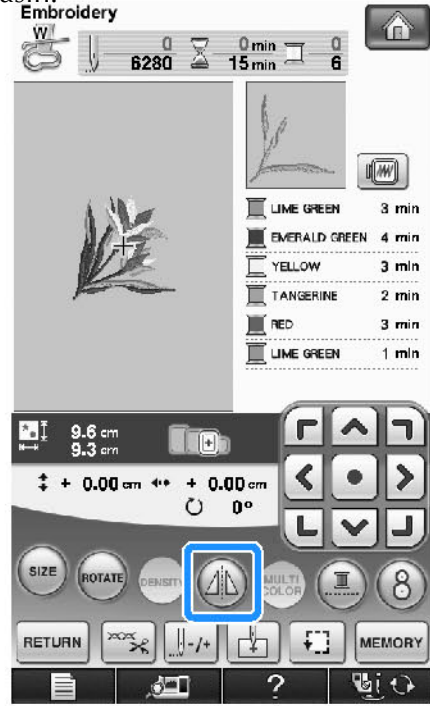 Embroidery
W
0 0 min 0
6280 15 min 6
LIME GREEN 3 min
EMERALD GREEN 4 min
YELLOW 3 min
TANGERINE 2 min
RED 3 min
LIME GREEN 1 min
9.6 cm
9.3 cm
+ 0.00 cm + 0.00 cm
0°
SIZE ROTATE DENSITY MULTI COLOR
RETURN -/+ MEMORY
?